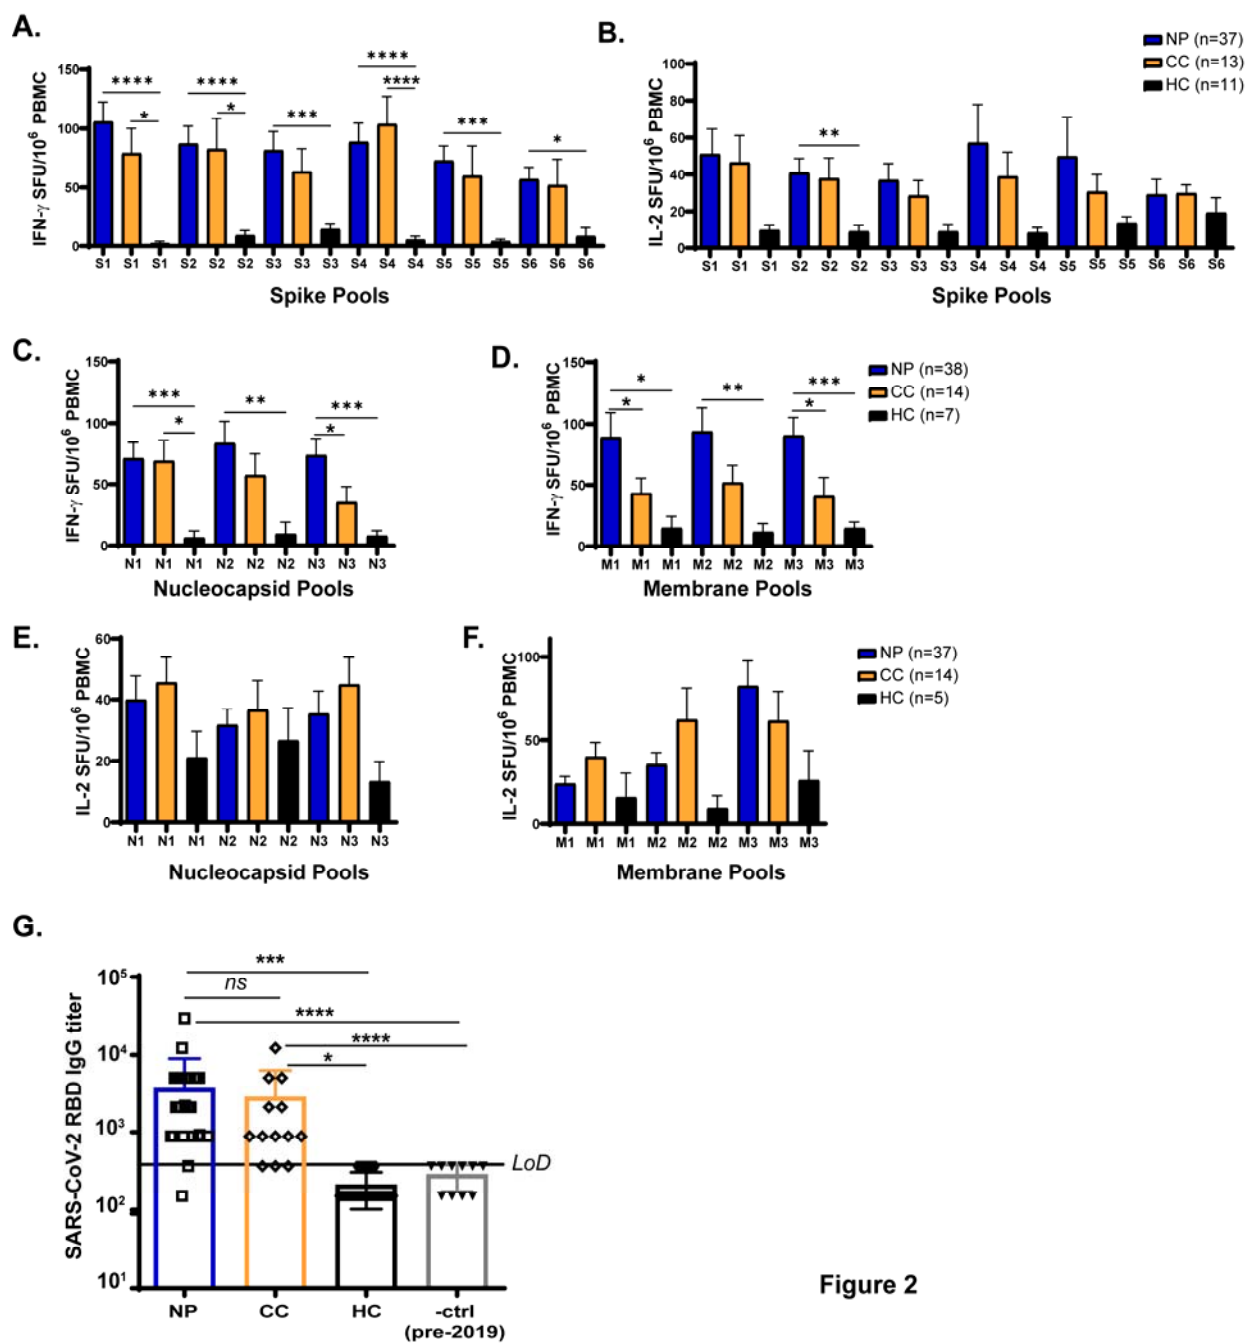 A.
IFN-γ SFU/10⁶ PBMC
150
100
50
0
**** * **** * *** **** **** *** *
S1 S1 S1 S2 S2 S2 S3 S3 S3 S4 S4 S4 S5 S5 S5 S6 S6 S6
Spike Pools
B.
NP (n=37)
CC (n=13)
HC (n=11)
IL-2 SFU/10⁶ PBMC
100
80
60
40
20
0
**
S1 S1 S1 S2 S2 S2 S3 S3 S3 S4 S4 S4 S5 S5 S5 S6 S6 S6
Spike Pools
C.
IFN-γ SFU/10⁶ PBMC
150
100
50
0
*** * ** *** *
N1 N1 N1 N2 N2 N2 N3 N3 N3
Nucleocapsid Pools
D.
NP (n=38)
CC (n=14)
HC (n=7)
IFN-γ SFU/10⁶ PBMC
150
100
50
0
* * ** *** *
M1 M1 M1 M2 M2 M2 M3 M3 M3
Membrane Pools
E.
IL-2 SFU/10⁶ PBMC
60
40
20
0
N1 N1 N1 N2 N2 N2 N3 N3 N3
Nucleocapsid Pools
F.
NP (n=37)
CC (n=14)
HC (n=5)
IL-2 SFU/10⁶ PBMC
100
50
0
M1 M1 M1 M2 M2 M2 M3 M3 M3
Membrane Pools
G.
SARS-CoV-2 RBD IgG titer
10⁵
10⁴
10³
10²
10¹
***
ns
****
****
*
LoD
NP CC HC -ctrl
(pre-2019)
Figure 2